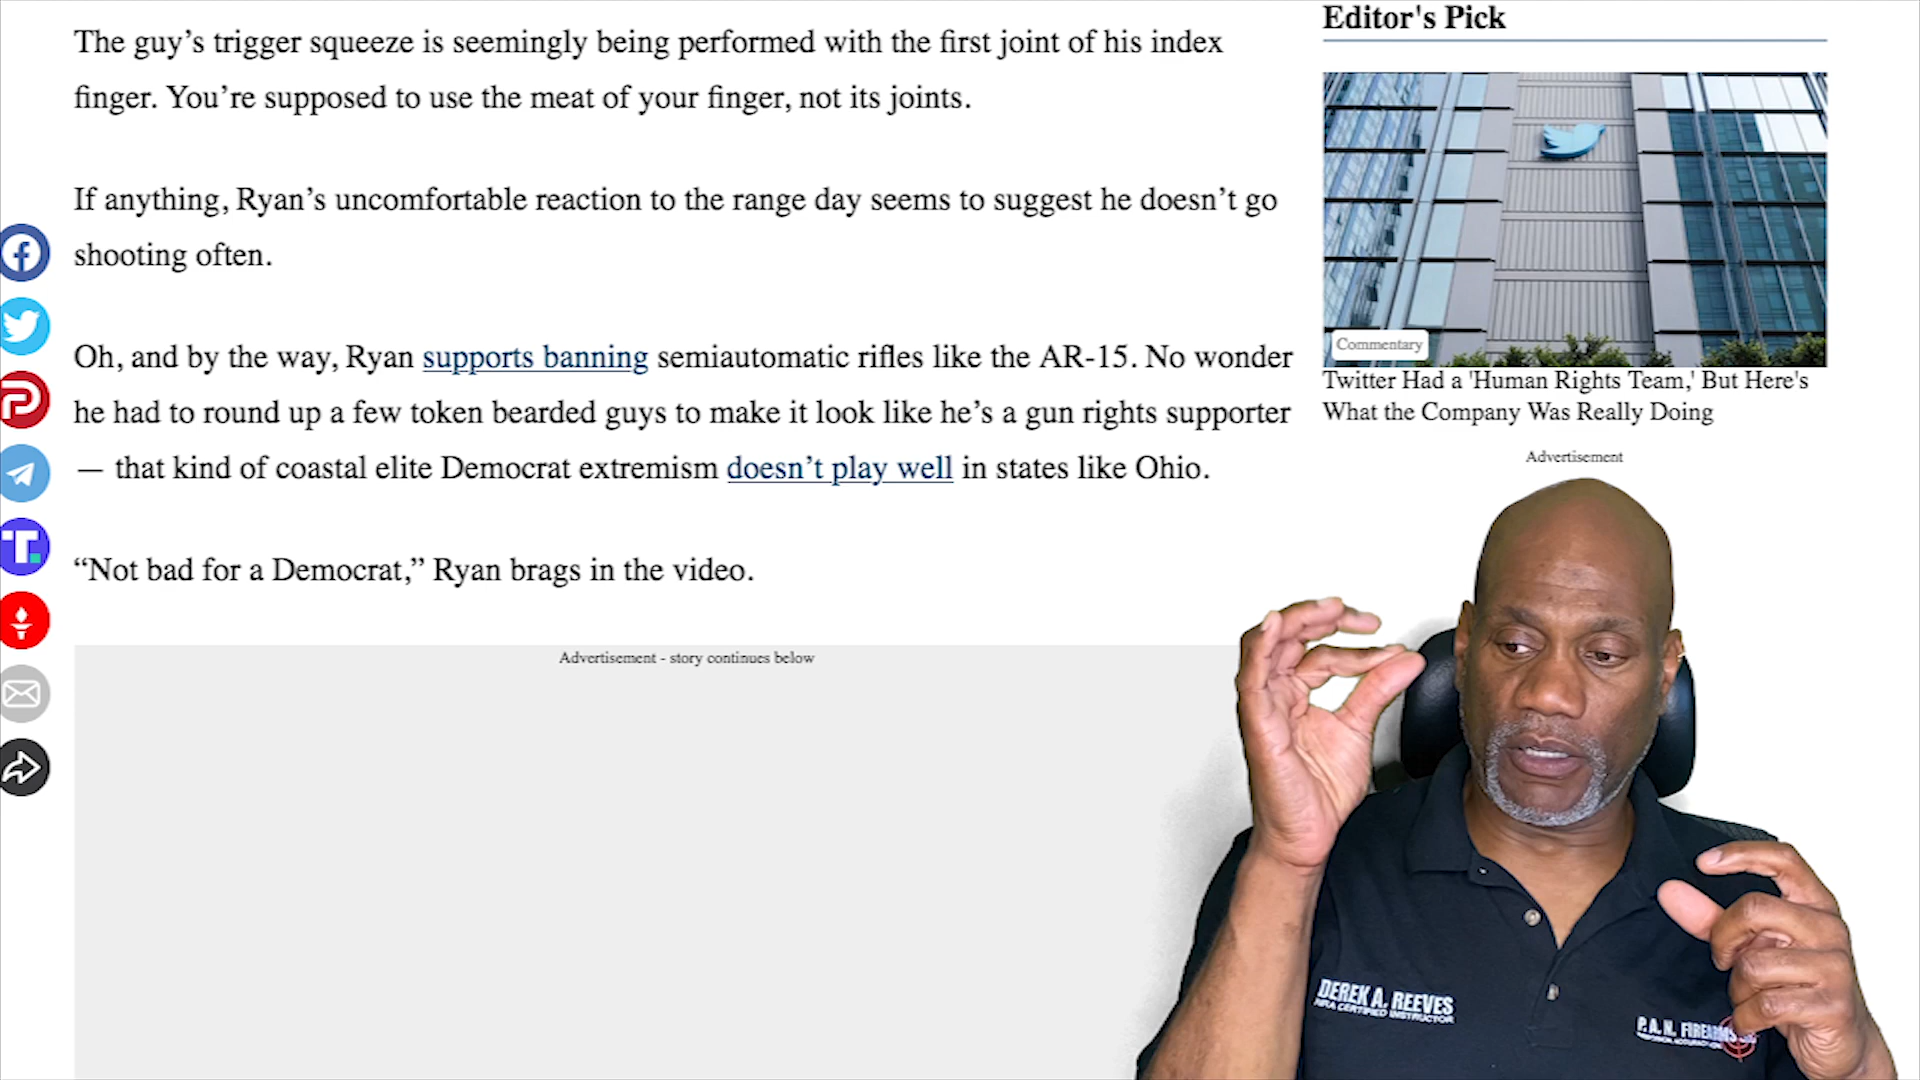 The guy’s trigger squeeze is seemingly being performed with the first joint of his index
finger. You’re supposed to use the meat of your finger, not its joints.
If anything, Ryan’s uncomfortable reaction to the range day seems to suggest he doesn’t go
shooting often.
Oh, and by the way, Ryan supports banning semiautomatic rifles like the AR-15. No wonder
he had to round up a few token bearded guys to make it look like he’s a gun rights supporter
— that kind of coastal elite Democrat extremism doesn’t play well in states like Ohio.
“Not bad for a Democrat,” Ryan brags in the video.
Advertisement - story continues below
Editor's Pick
Commentary
Twitter Had a 'Human Rights Team,' But Here's
What the Company Was Really Doing
Advertisement
DEREK A. REEVES
NRA CERTIFIED INSTRUCTOR
P.A.N. FIREARMS